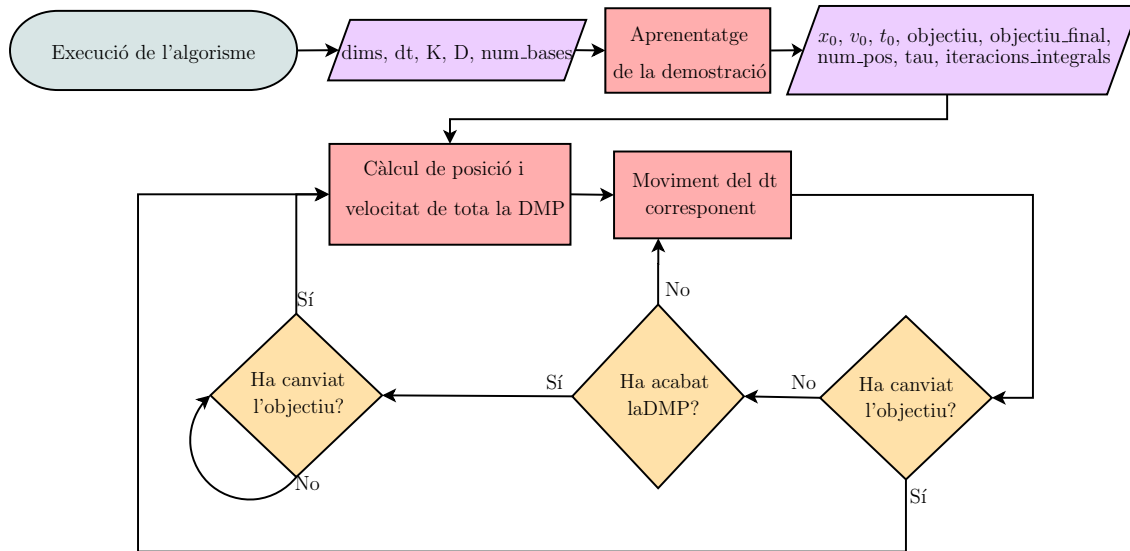 Execució de l'algorisme
dims, dt, K, D, num_bases
Aprenentatge
de la demostració
x₀, v₀, t₀, objectiu, objectiu_final,
num_pos, tau, iteracions_integrals
Càlcul de posició i
velocitat de tota la DMP
Moviment del dt
corresponent
Sí
No
Ha canviat
l'objectiu?
Sí
Ha acabat
laDMP?
No
Ha canviat
l'objectiu?
No
Sí